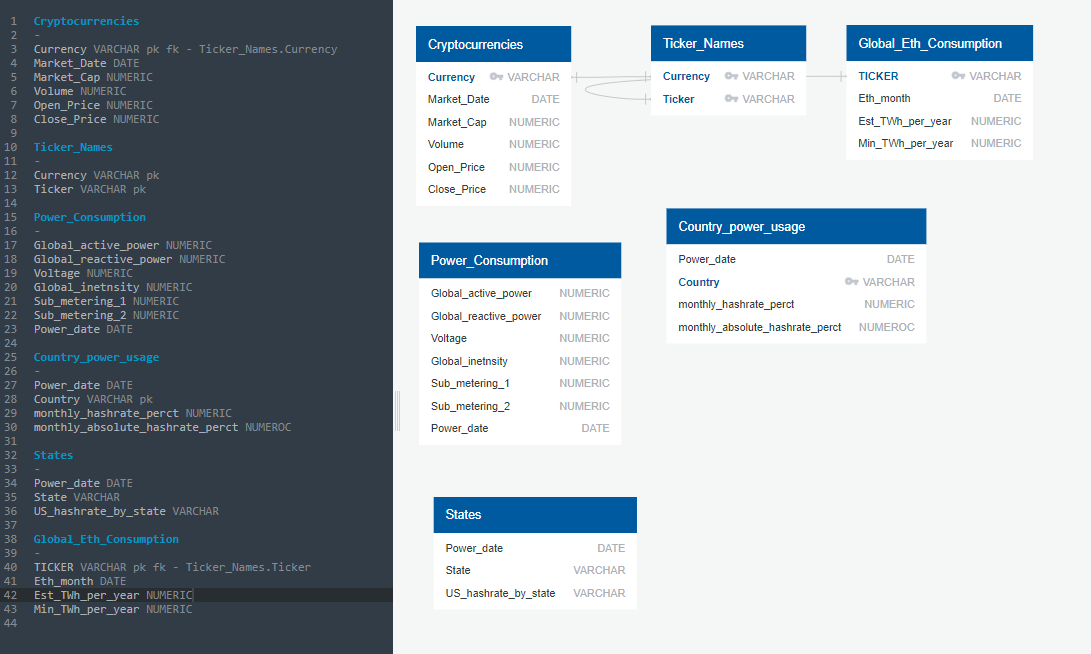 1 Cryptocurrencies
2 -
3 Currency VARCHAR pk fk - Ticker_Names.Currency
4 Market_Date DATE
5 Market_Cap NUMERIC
6 Volume NUMERIC
7 Open_Price NUMERIC
8 Close_Price NUMERIC
9
10 Ticker_Names
11 -
12 Currency VARCHAR pk
13 Ticker VARCHAR pk
14
15 Power_Consumption
16 -
17 Global_active_power NUMERIC
18 Global_reactive_power NUMERIC
19 Voltage NUMERIC
20 Global_inetnsity NUMERIC
21 Sub_metering_1 NUMERIC
22 Sub_metering_2 NUMERIC
23 Power_date DATE
24
25 Country_power_usage
26 -
27 Power_date DATE
28 Country VARCHAR pk
29 monthly_hashrate_perct NUMERIC
30 monthly_absolute_hashrate_perct NUMEROC
31
32 States
33 -
34 Power_date DATE
35 State VARCHAR
36 US_hashrate_by_state VARCHAR
37
38 Global_Eth_Consumption
39 -
40 TICKER VARCHAR pk fk - Ticker_Names.Ticker
41 Eth_month DATE
42 Est_TWh_per_year NUMERIC
43 Min_TWh_per_year NUMERIC
44
Cryptocurrencies
Currency VARCHAR
Market_Date DATE
Market_Cap NUMERIC
Volume NUMERIC
Open_Price NUMERIC
Close_Price NUMERIC
Ticker_Names
Currency VARCHAR
Ticker VARCHAR
Global_Eth_Consumption
TICKER VARCHAR
Eth_month DATE
Est_TWh_per_year NUMERIC
Min_TWh_per_year NUMERIC
Power_Consumption
Global_active_power NUMERIC
Global_reactive_power NUMERIC
Voltage NUMERIC
Global_inetnsity NUMERIC
Sub_metering_1 NUMERIC
Sub_metering_2 NUMERIC
Power_date DATE
Country_power_usage
Power_date DATE
Country VARCHAR
monthly_hashrate_perct NUMERIC
monthly_absolute_hashrate_perct NUMEROC
States
Power_date DATE
State VARCHAR
US_hashrate_by_state VARCHAR